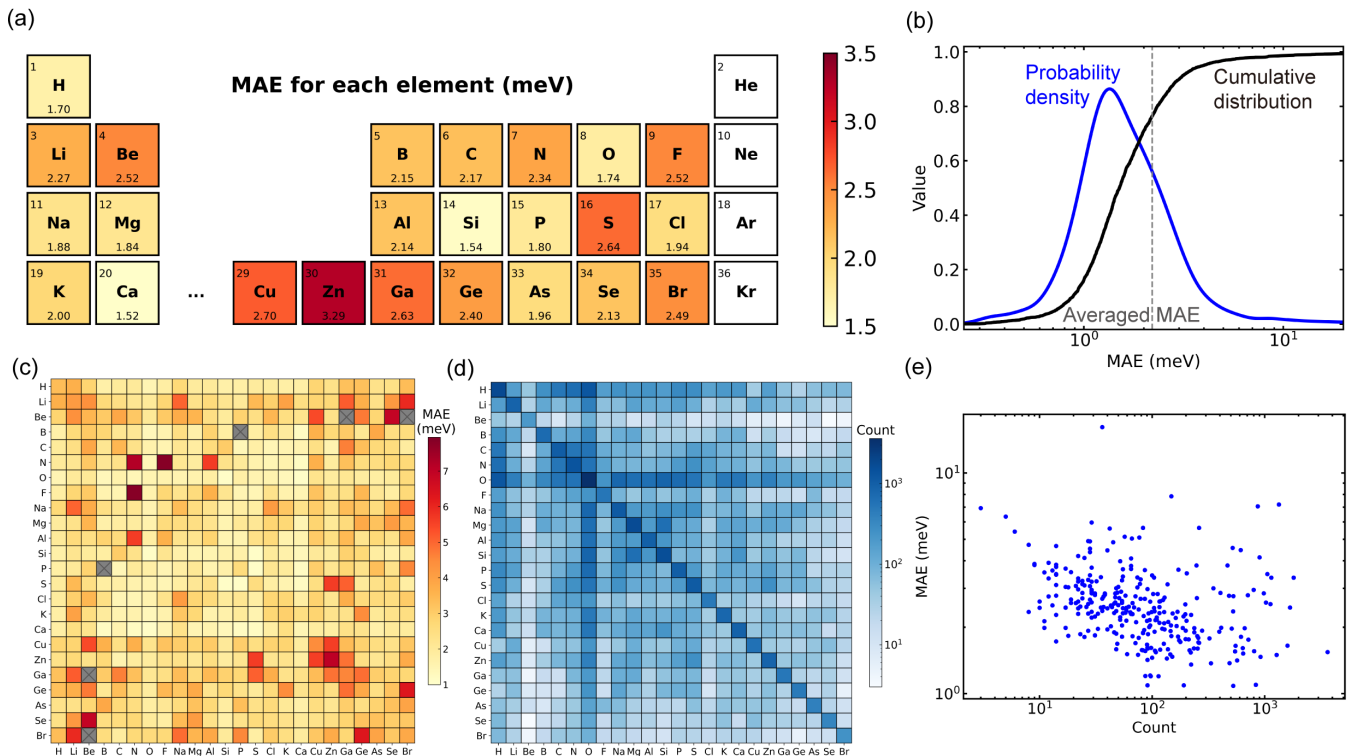 (a)
MAE for each element (meV)
1
H
1.70
2
He
3
Li
2.27
4
Be
2.52
5
B
2.15
6
C
2.17
7
N
2.34
8
O
1.74
9
F
2.52
10
Ne
11
Na
1.88
12
Mg
1.84
13
Al
2.14
14
Si
1.54
15
P
1.80
16
S
2.64
17
Cl
1.94
18
Ar
19
K
2.00
20
Ca
1.52
...
29
Cu
2.70
30
Zn
3.29
31
Ga
2.63
32
Ge
2.40
33
As
1.96
34
Se
2.13
35
Br
2.49
36
Kr
3.5
3.0
2.5
2.0
1.5
(b)
1.0
0.8
0.6
0.4
0.2
0.0
Value
Probability
density
Cumulative
distribution
Averaged MAE
10⁰
10¹
MAE (meV)
(c)
H
Li
Be
B
C
N
O
F
Na
Mg
Al
Si
P
S
Cl
K
Ca
Cu
Zn
Ga
Ge
As
Se
Br
H Li Be B C N O F Na Mg Al Si P S Cl K Ca Cu Zn Ga Ge As Se Br
MAE
(meV)
7
6
5
4
3
2
1
(d)
H
Li
Be
B
C
N
O
F
Na
Mg
Al
Si
P
S
Cl
K
Ca
Cu
Zn
Ga
Ge
As
Se
Br
H Li Be B C N O F Na Mg Al Si P S Cl K Ca Cu Zn Ga Ge As Se Br
Count
10³
10²
10¹
(e)
10¹
10⁰
MAE (meV)
10¹
10²
10³
Count